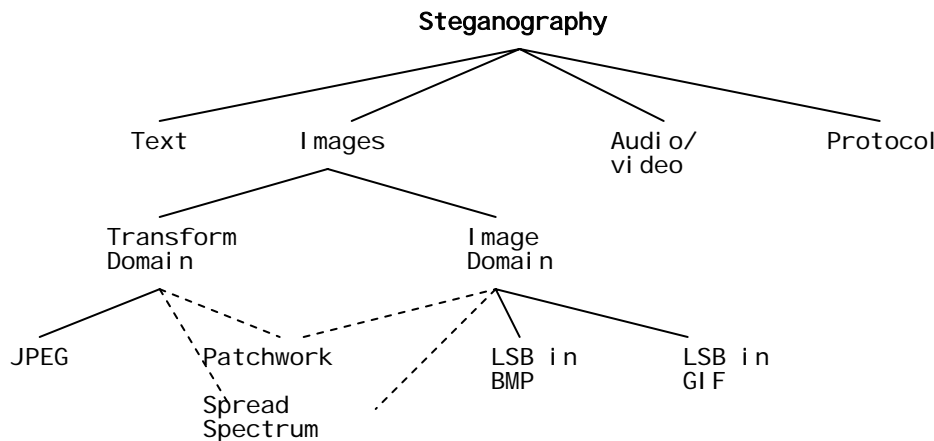 Steganography
Text
Images
Audio/
video
Protocol
Transform
Domain
Image
Domain
JPEG
Patchwork
LSB in
BMP
LSB in
GIF
Spread
Spectrum